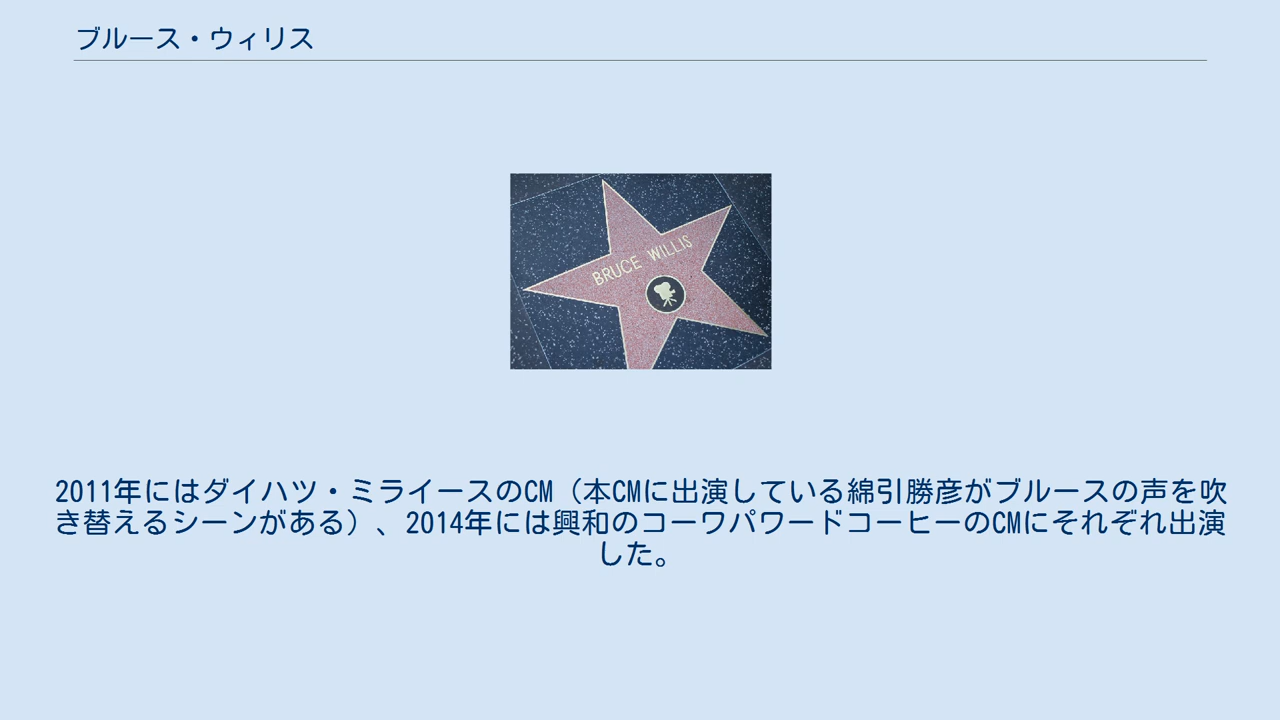 ブルース・ウィリス
BRUCE WILLIS
2011年にはダイハツ・ミライースのCM（本CMに出演している綿引勝彦がブルースの声を吹
き替えるシーンがある）、2014年には興和のコーワパワードコーヒーのCMにそれぞれ出演
した。